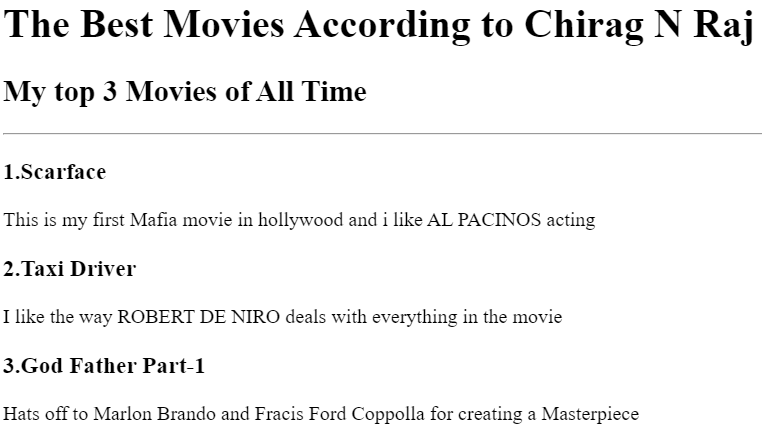 The Best Movies According to Chirag N Raj
My top 3 Movies of All Time
1.Scarface
This is my first Mafia movie in hollywood and i like AL PACINOS acting
2.Taxi Driver
I like the way ROBERT DE NIRO deals with everything in the movie
3.God Father Part-1
Hats off to Marlon Brando and Fracis Ford Coppolla for creating a Masterpiece